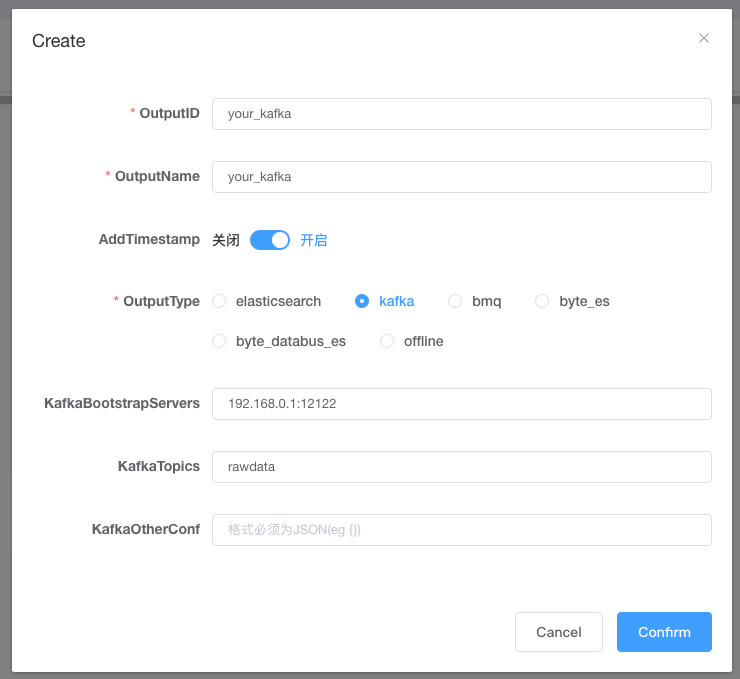 Create
* OutputID your_kafka
* OutputName your_kafka
AddTimestamp 关闭 开启
* OutputType elasticsearch kafka bmq byte_es
byte_databus_es offline
KafkaBootstrapServers 192.168.0.1:12122
KafkaTopics rawdata
KafkaOtherConf 格式必须为JSON(eg {})
Cancel Confirm